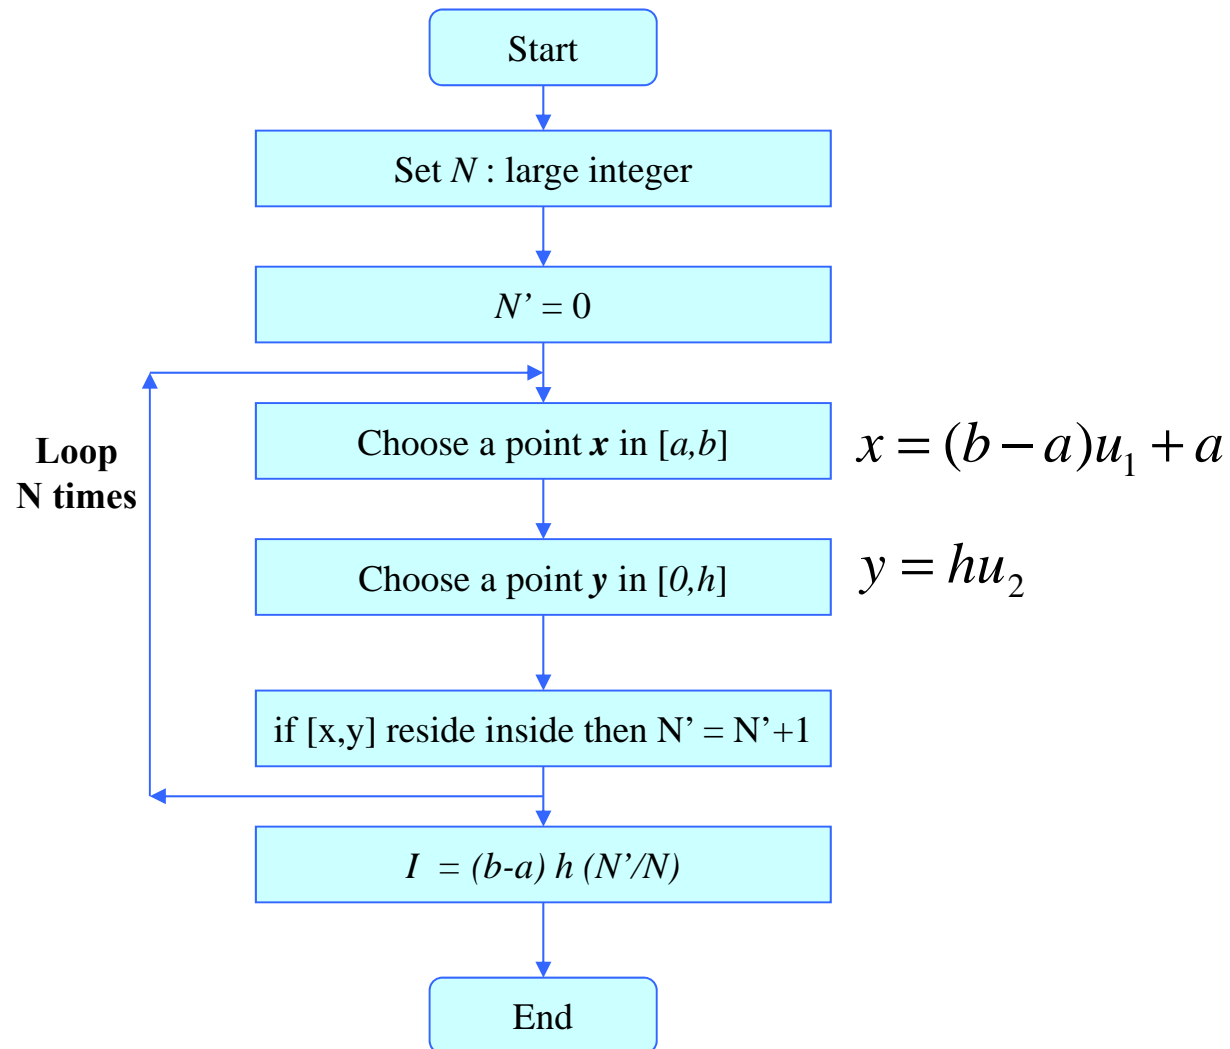 Start
Set N : large integer
N’ = 0
Loop
N times
Choose a point x in [a,b]
x = (b − a)u₁ + a
Choose a point y in [0,h]
y = hu₂
if [x,y] reside inside then N’ = N’+1
I = (b-a) h (N’/N)
End